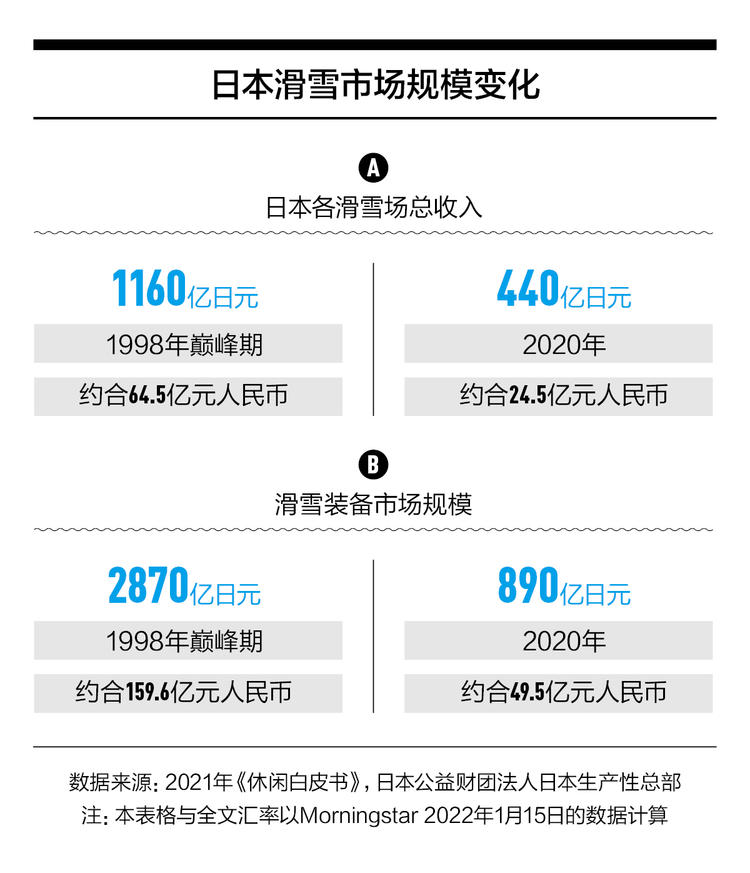 日本滑雪市场规模变化
A
日本各滑雪场总收入
1160亿日元
1998年巅峰期
约合64.5亿元人民币
440亿日元
2020年
约合24.5亿元人民币
B
滑雪装备市场规模
2870亿日元
1998年巅峰期
约合159.6亿元人民币
890亿日元
2020年
约合49.5亿元人民币
数据来源：2021年《休闲白皮书》，日本公益财团法人日本生产性总部
注：本表格与全文汇率以Morningstar 2022年1月15日的数据计算